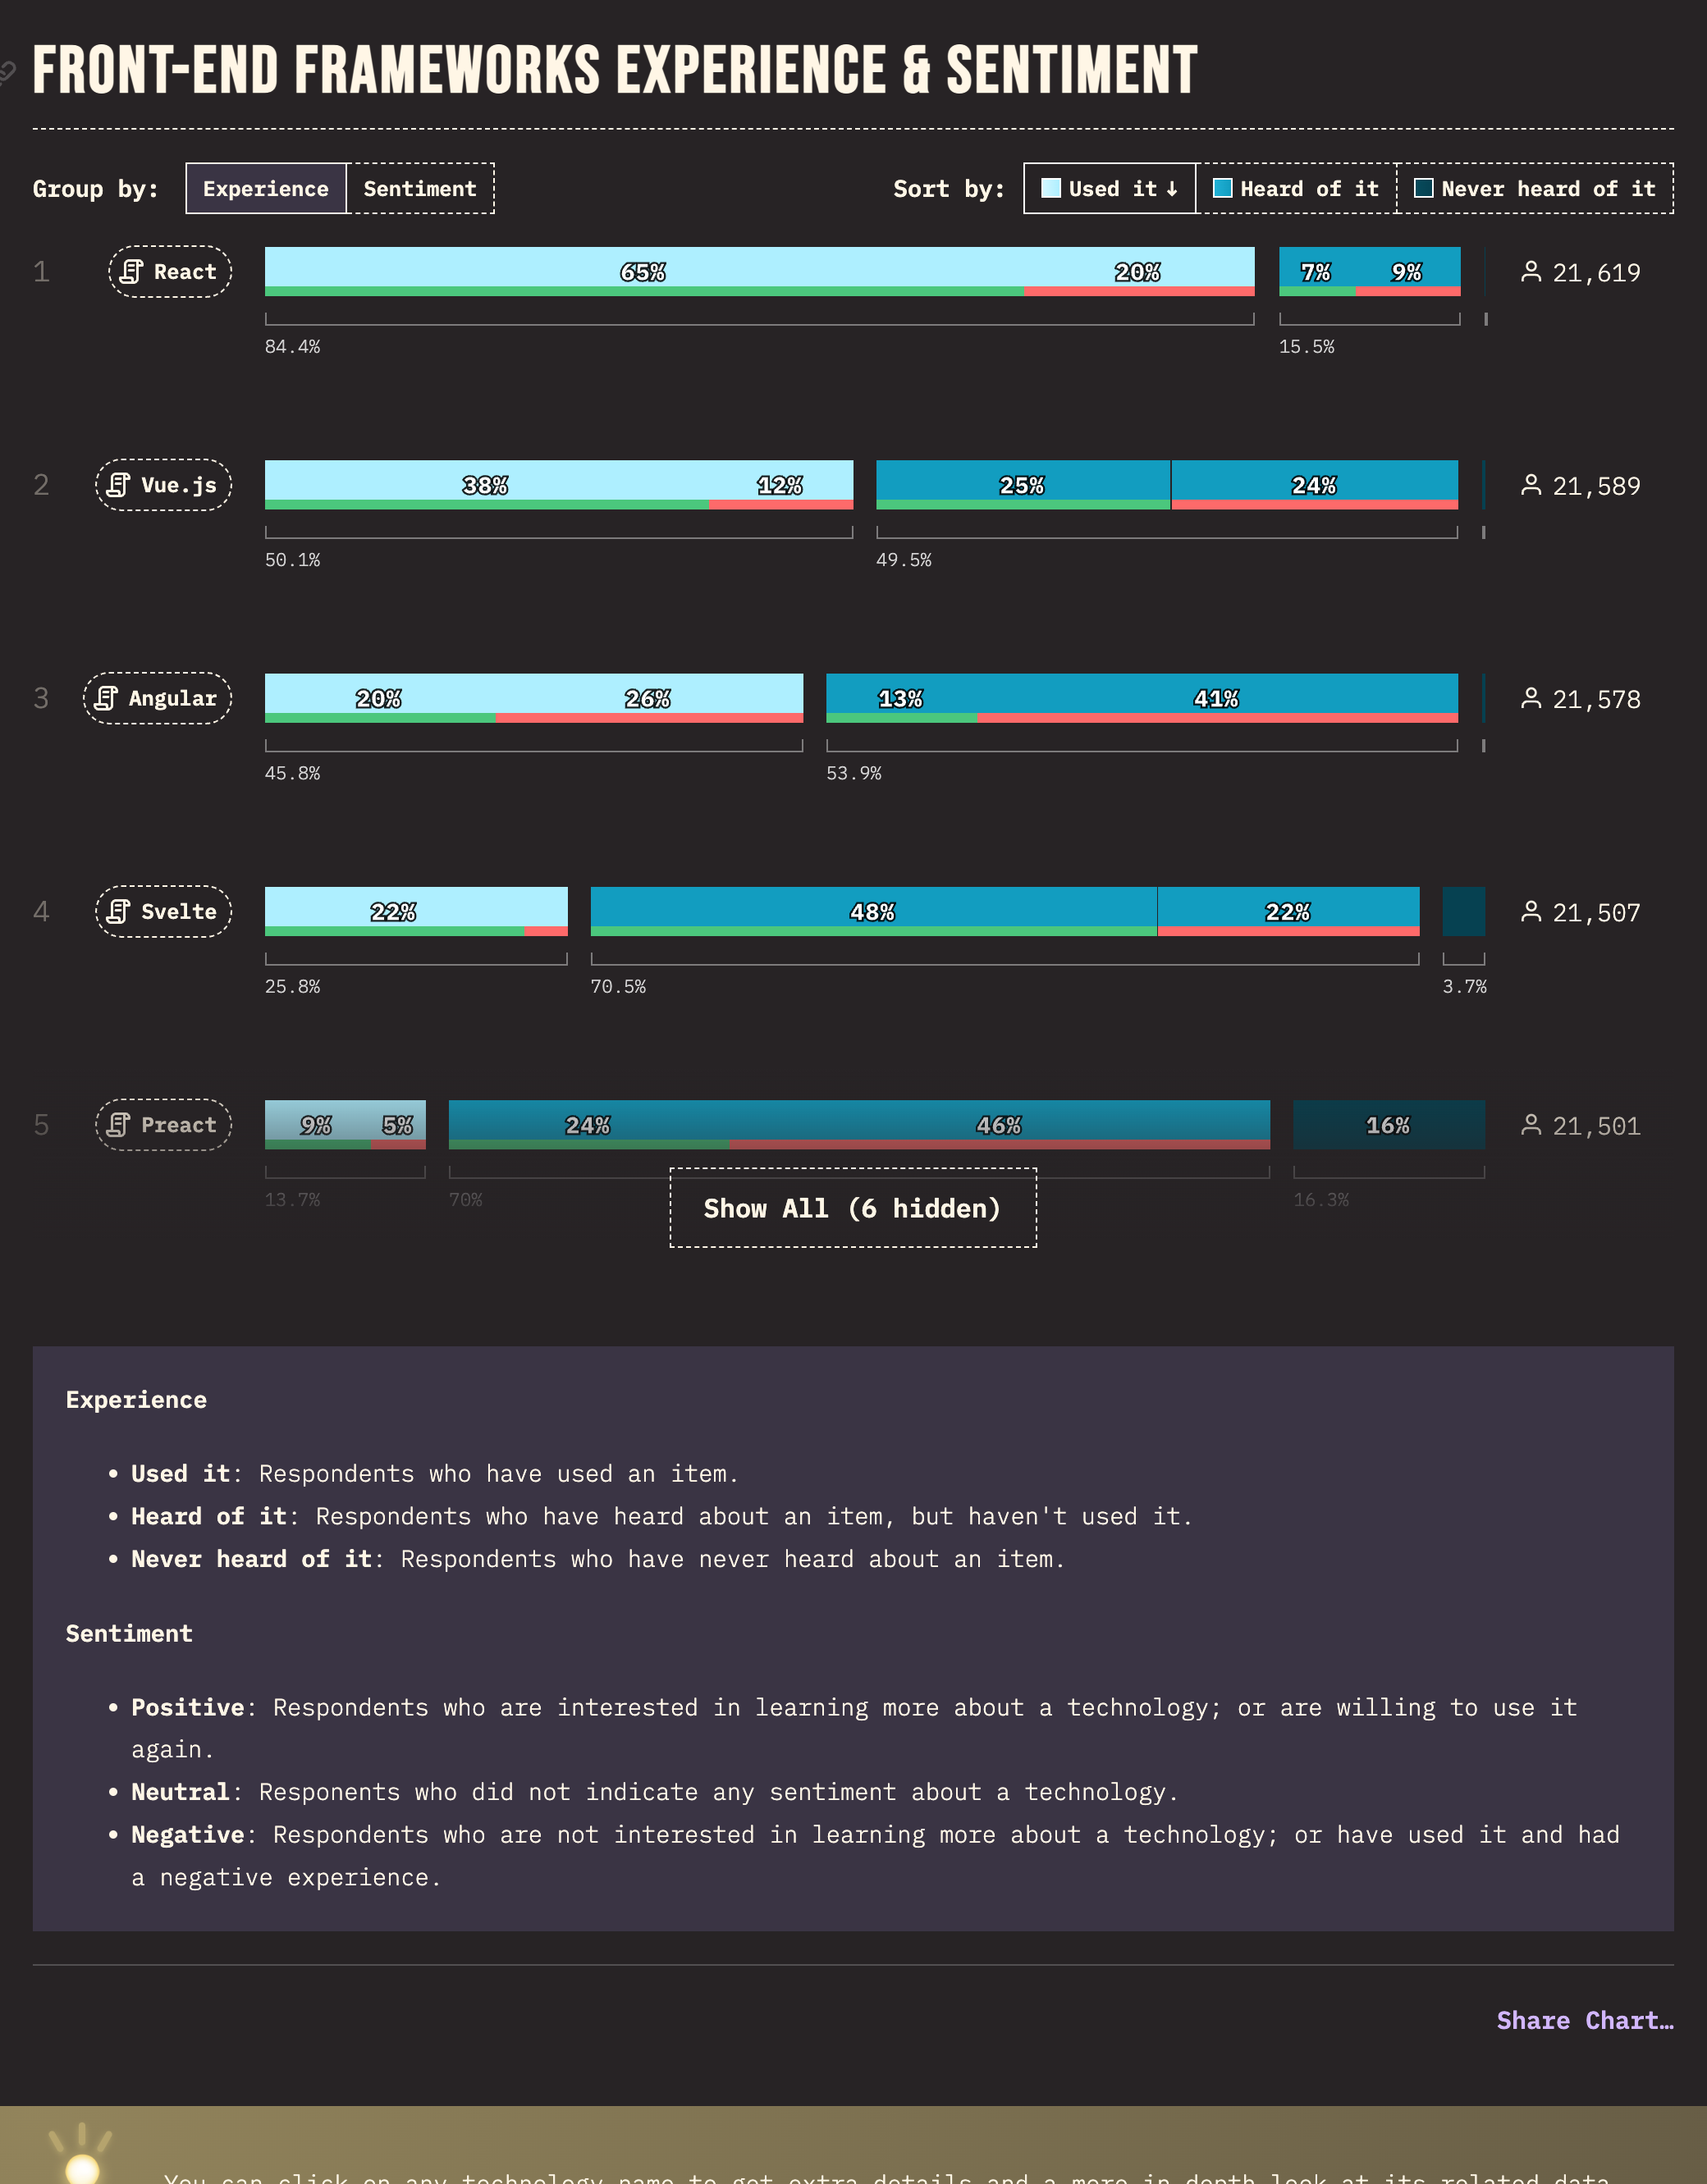 FRONT-END FRAMEWORKS EXPERIENCE & SENTIMENT
Group by: Experience Sentiment Sort by: Used it ↓ Heard of it Never heard of it
1 React 65% 20% 7% 9% 21,619
84.4% 15.5%
2 Vue.js 38% 12% 25% 24% 21,589
50.1% 49.5%
3 Angular 20% 26% 13% 41% 21,578
45.8% 53.9%
4 Svelte 22% 48% 22% 21,507
25.8% 70.5% 3.7%
5 Preact 9% 5% 24% 46% 16% 21,501
13.7% 70% 16.3%
Show All (6 hidden)
Experience
• Used it: Respondents who have used an item.
• Heard of it: Respondents who have heard about an item, but haven't used it.
• Never heard of it: Respondents who have never heard about an item.
Sentiment
• Positive: Respondents who are interested in learning more about a technology; or are willing to use it
again.
• Neutral: Responents who did not indicate any sentiment about a technology.
• Negative: Respondents who are not interested in learning more about a technology; or have used it and had
a negative experience.
Share Chart…
You can click on any technology name to get extra details and a more in-depth look at its related data